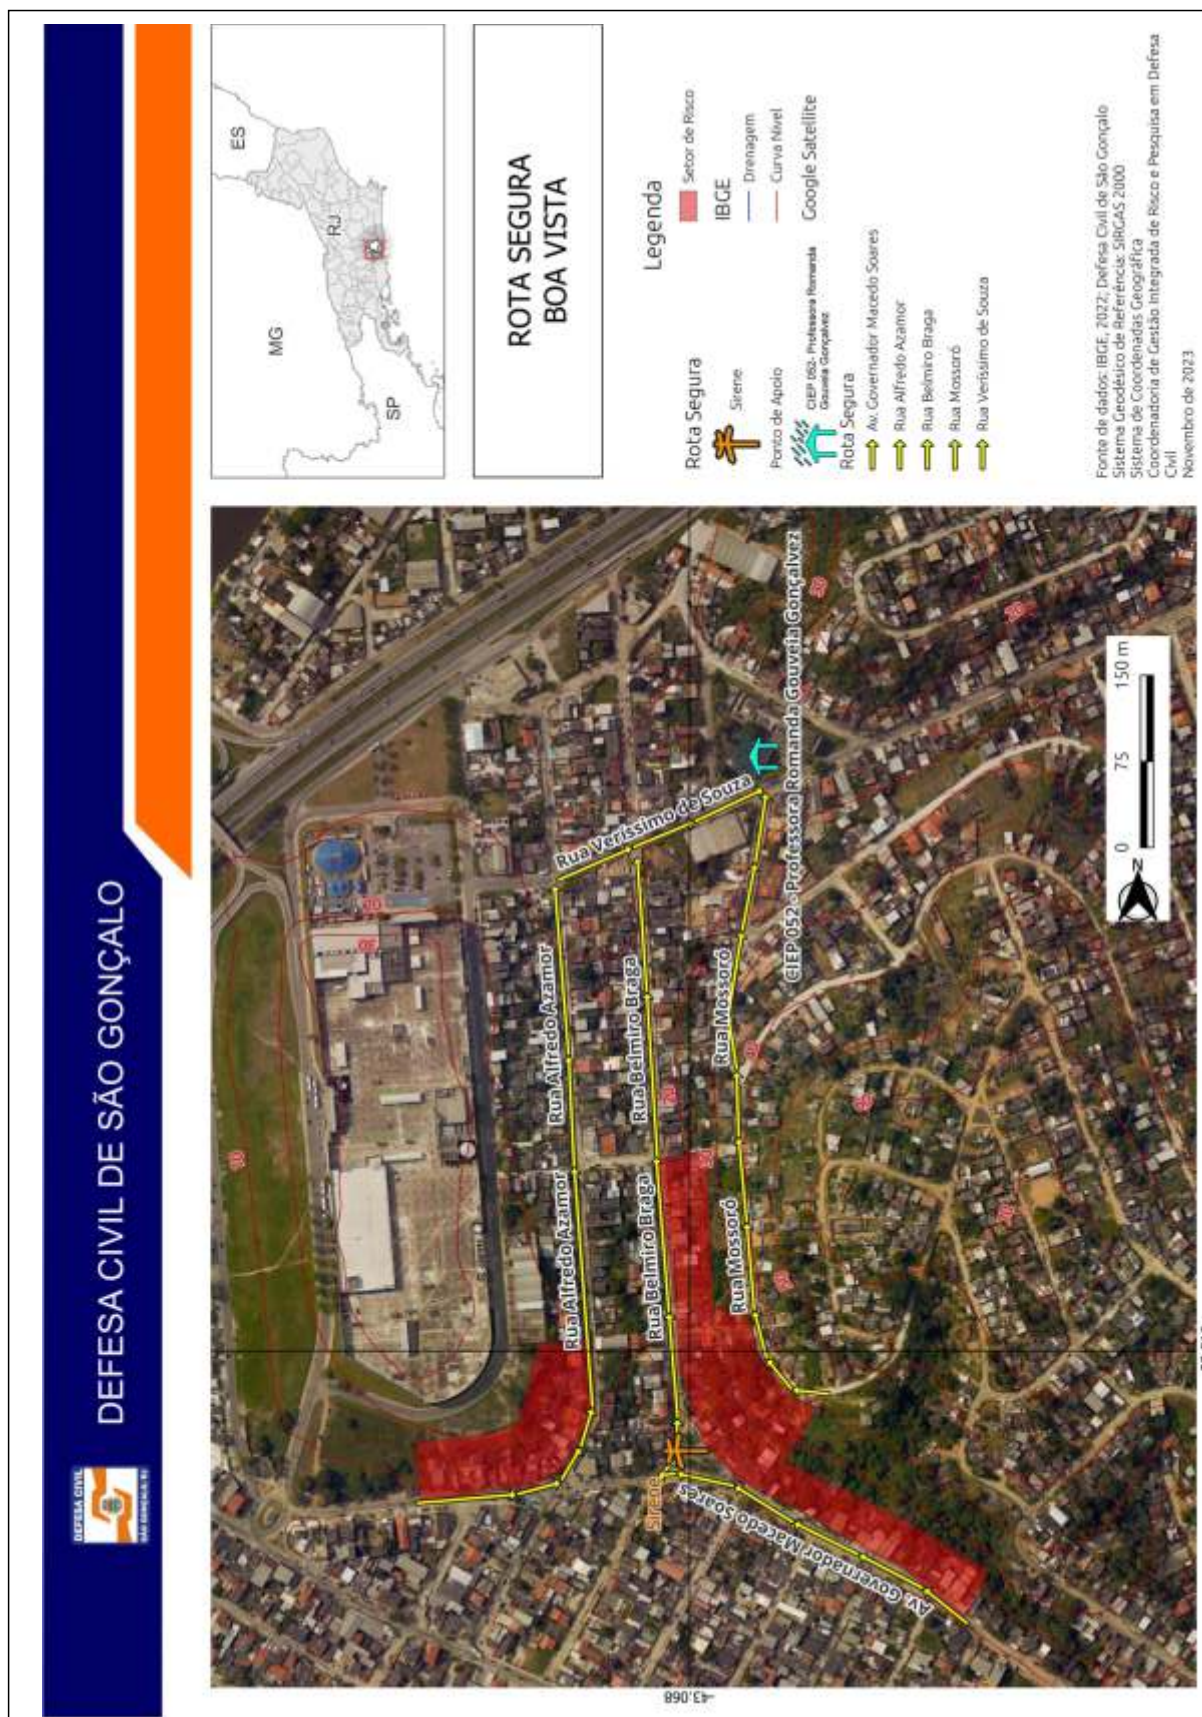 DEFESA CIVIL
SÃO GONÇALO/RJ
DEFESA CIVIL DE SÃO GONÇALO
MG
ES
RJ
SP
ROTA SEGURA
BOA VISTA
Legenda
Rota Segura
Sirene
Ponto de Apoio
CIEP 052- Professora Romanda
Gouveia Gonçalvez
Rota Segura
Av. Governador Macedo Soares
Rua Alfredo Azamor
Rua Belmiro Braga
Rua Mossoró
Rua Veríssimo de Souza
Setor de Risco
IBGE
Drenagem
Curva Nível
Google Satellite
Fonte de dados: IBGE, 2022; Defesa Civil de São Gonçalo
Sistema Geodésico de Referência: SIRGAS 2000
Sistema de Coordenadas Geográfica
Coordenadoria de Gestão Integrada de Risco e Pesquisa em Defesa
Civil
Novembro de 2023
Rua Alfredo Azamor
Rua Alfredo Azamor
Rua Veríssimo de Souza
Rua Belmiro Braga
Rua Belmiro Braga
Sirene
Av. Governador Macedo Soares
Rua Mossoró
Rua Mossoró
CIEP 052 - Professora Romanda Gouveia Gonçalvez
N
0 75 150 m
-43.068